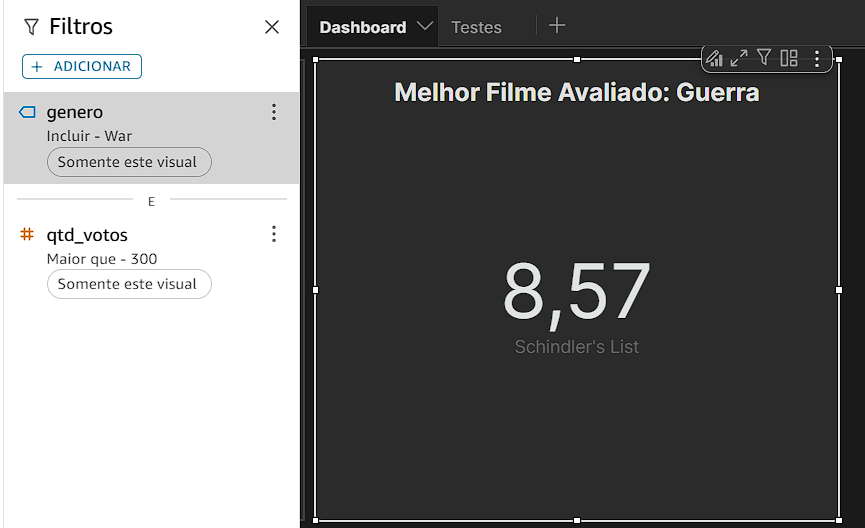 Filtros
+ ADICIONAR
genero
Incluir - War
Somente este visual
E
qtd_votos
Maior que - 300
Somente este visual
Dashboard
Testes
Melhor Filme Avaliado: Guerra
8,57
Schindler's List